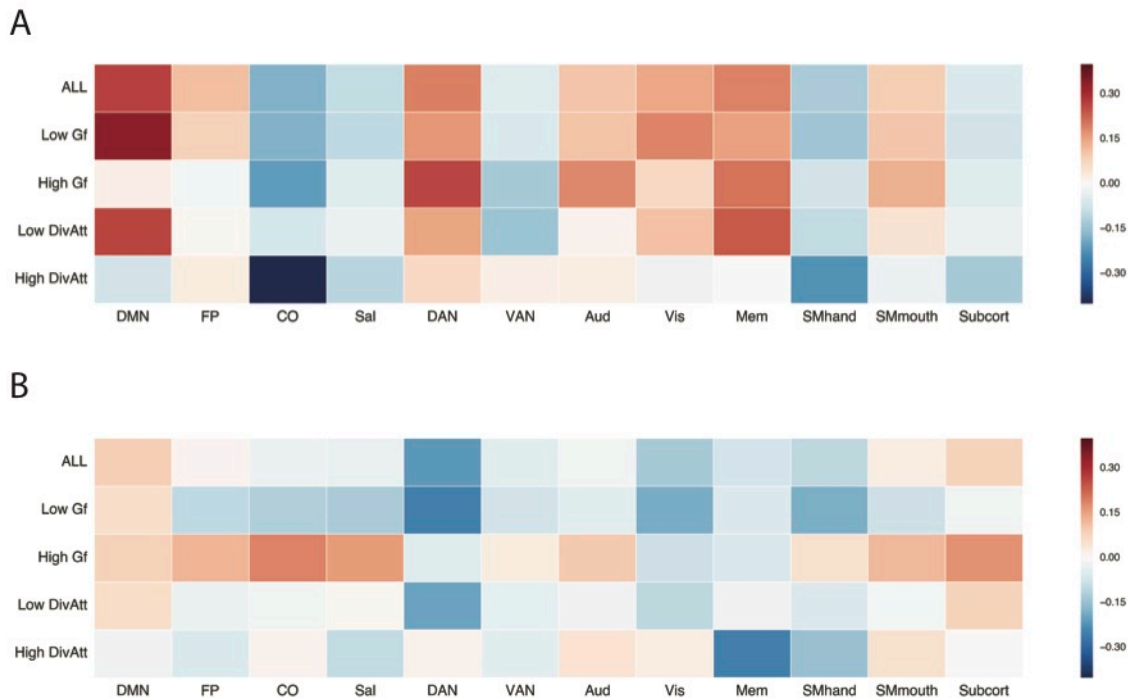 A
ALL
Low Gf
High Gf
Low DivAtt
High DivAtt
DMN FP CO Sal DAN VAN Aud Vis Mem SMhand SMmouth Subcort
0.30
0.15
0.00
−0.15
−0.30
B
ALL
Low Gf
High Gf
Low DivAtt
High DivAtt
DMN FP CO Sal DAN VAN Aud Vis Mem SMhand SMmouth Subcort
0.30
0.15
0.00
−0.15
−0.30